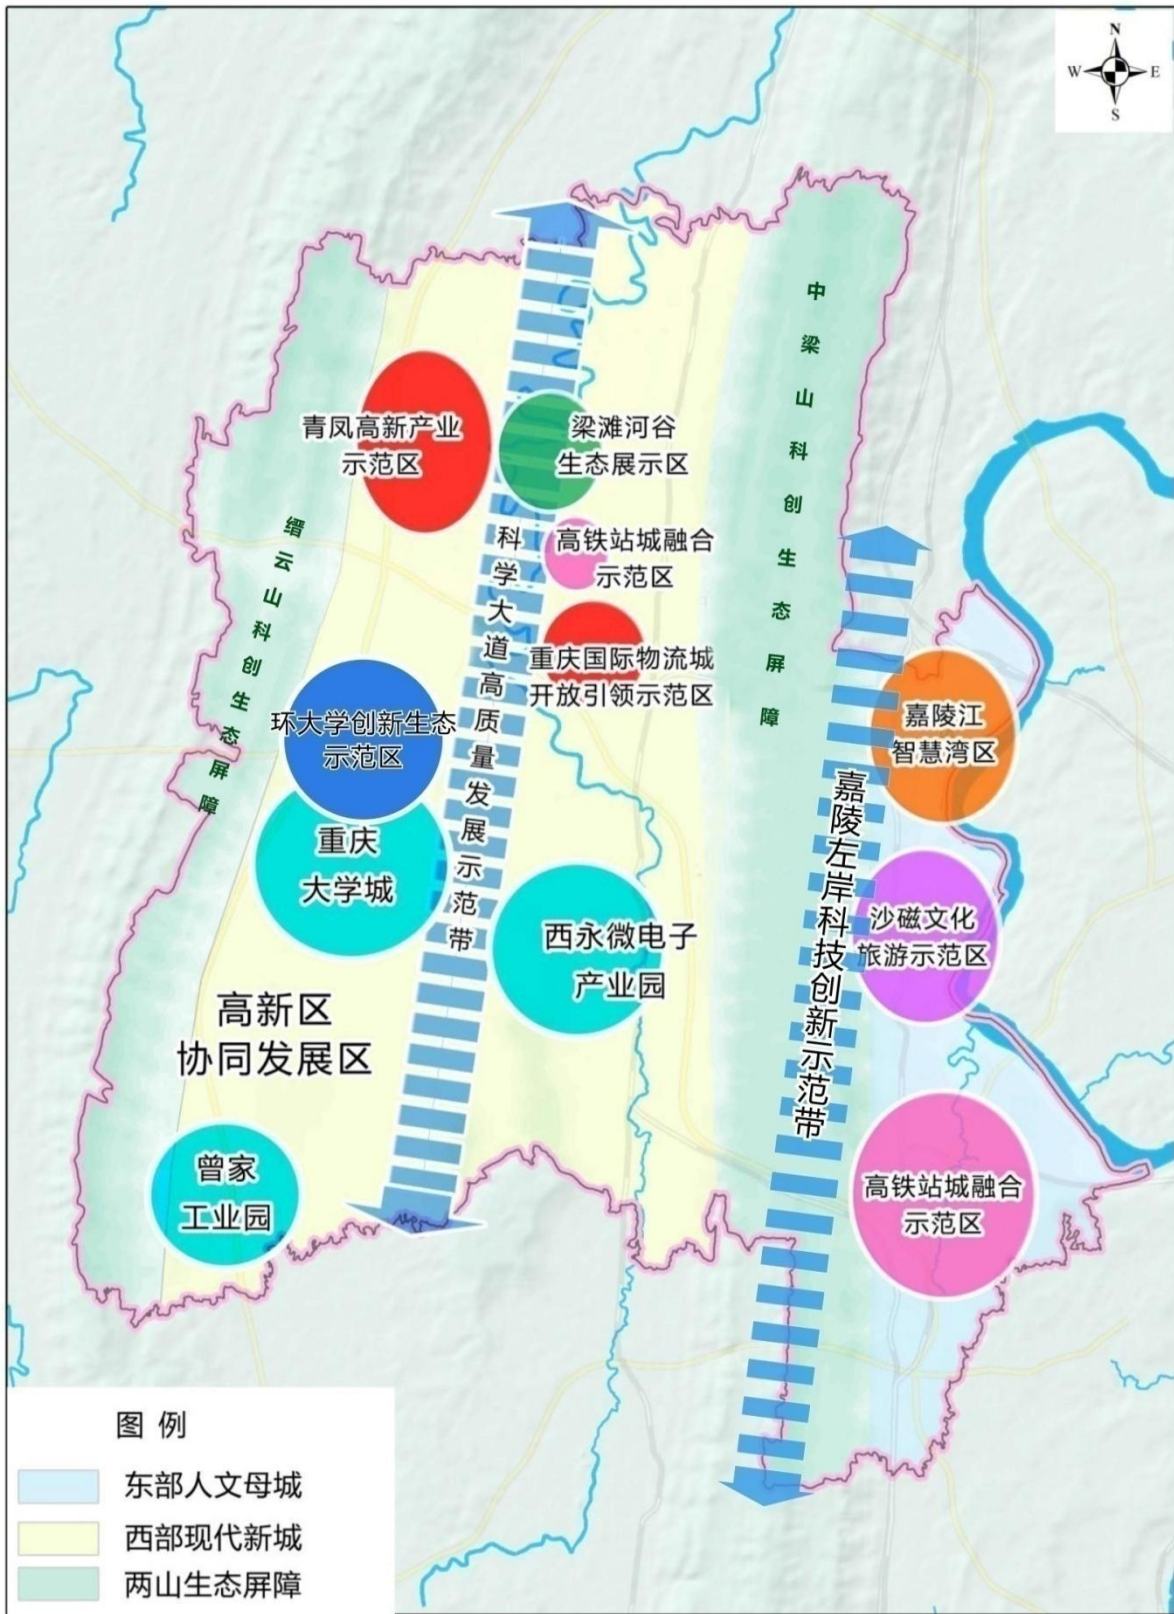 N
W
E
S
中梁山科创生态屏障
青凤高新产业
示范区
梁滩河谷
生态展示区
缙云山科创生态屏障
科学大道高质量发展示范带
高铁站城融合
示范区
重庆国际物流城
开放引领示范区
环大学创新生态
示范区
嘉陵江
智慧湾区
嘉陵左岸科技创新示范带
重庆
大学城
西永微电子
产业园
沙磁文化
旅游示范区
高新区
协同发展区
曾家
工业园
高铁站城融合
示范区
图例
东部人文母城
西部现代新城
两山生态屏障